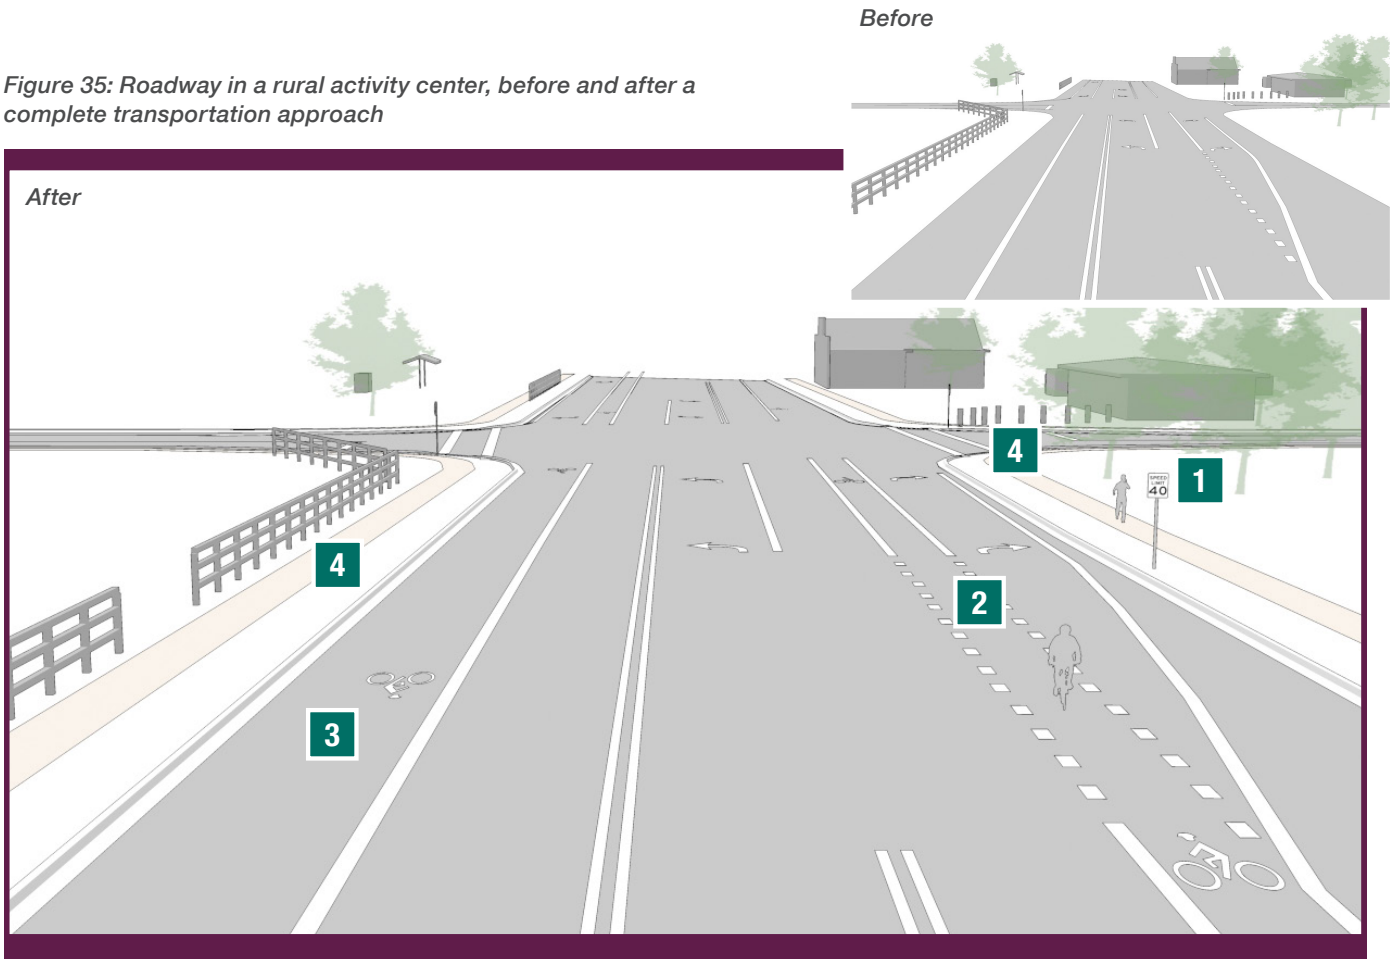 Before
Figure 35: Roadway in a rural activity center, before and after a
complete transportation approach
After
4
1
SPEED
LIMIT
40
4
2
3